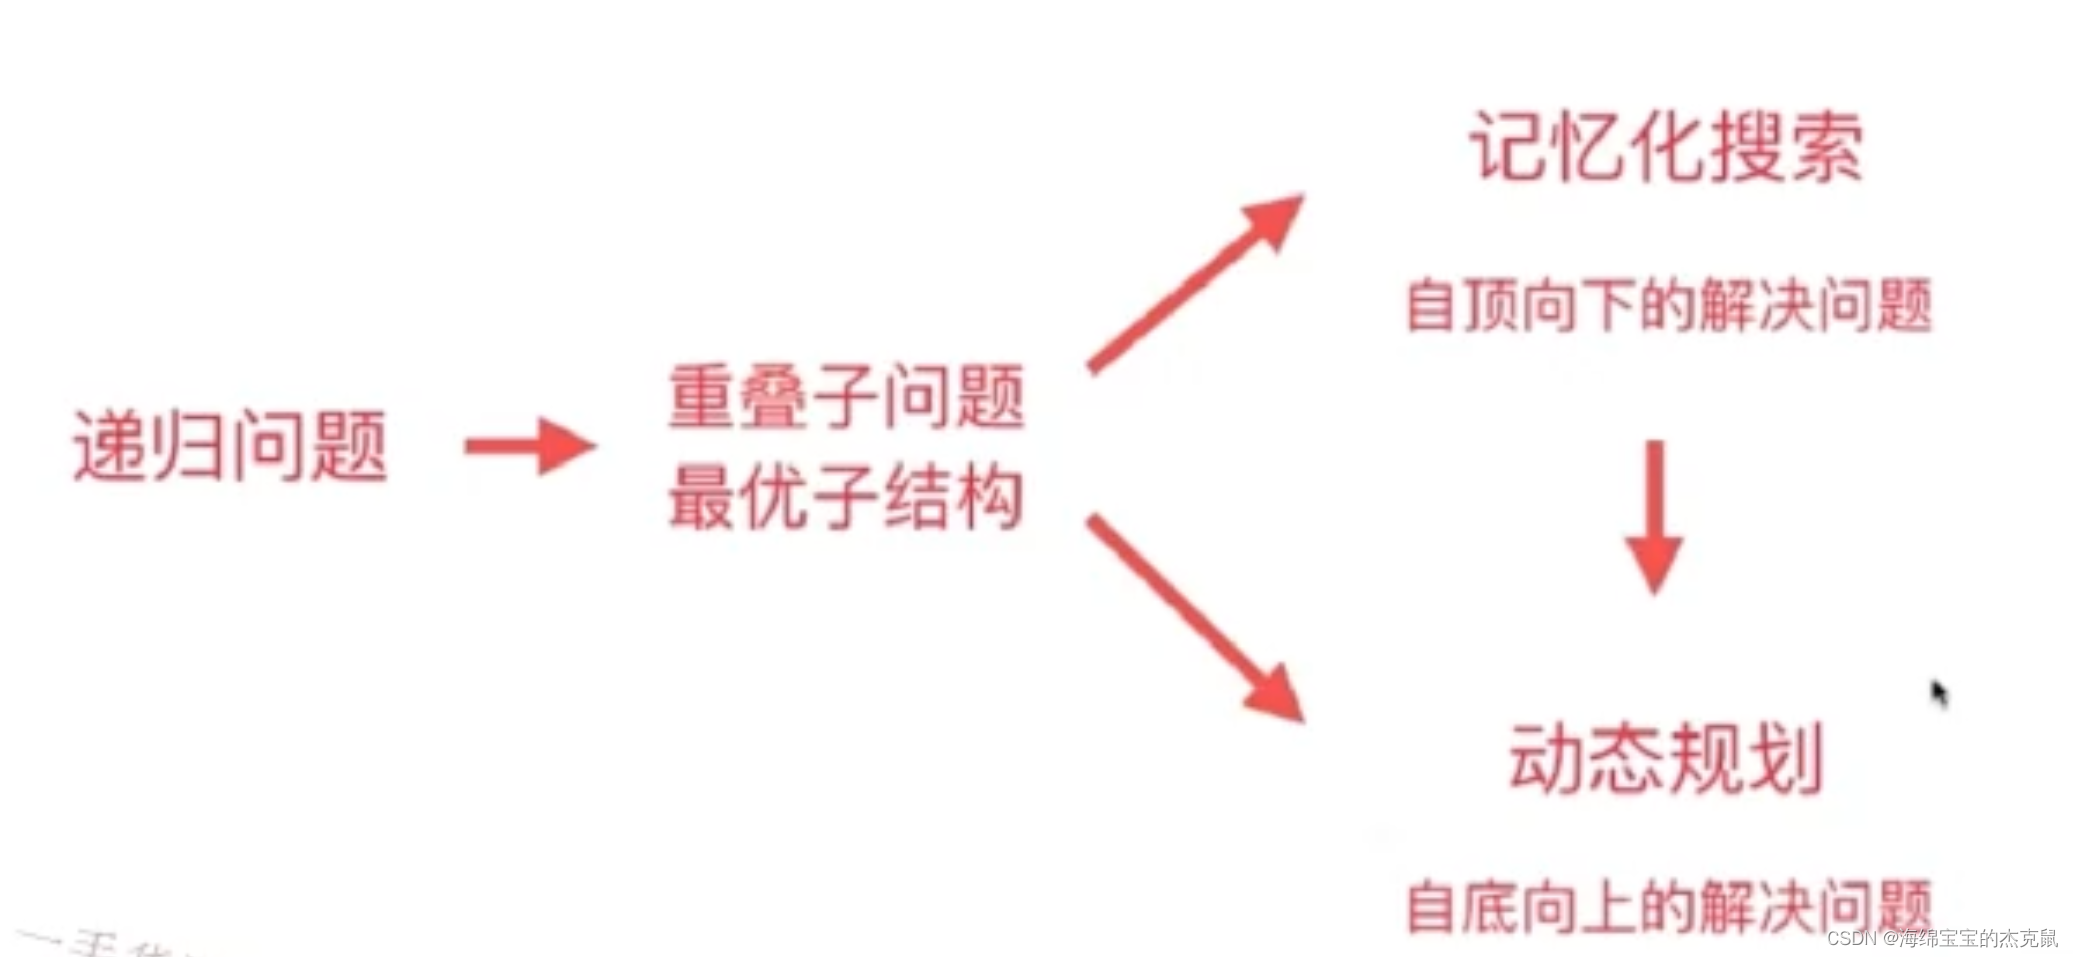 记忆化搜索
自顶向下的解决问题
递归问题
重叠子问题
最优子结构
动态规划
自底向上的解决问题
CSDN @海绵宝宝的杰克鼠